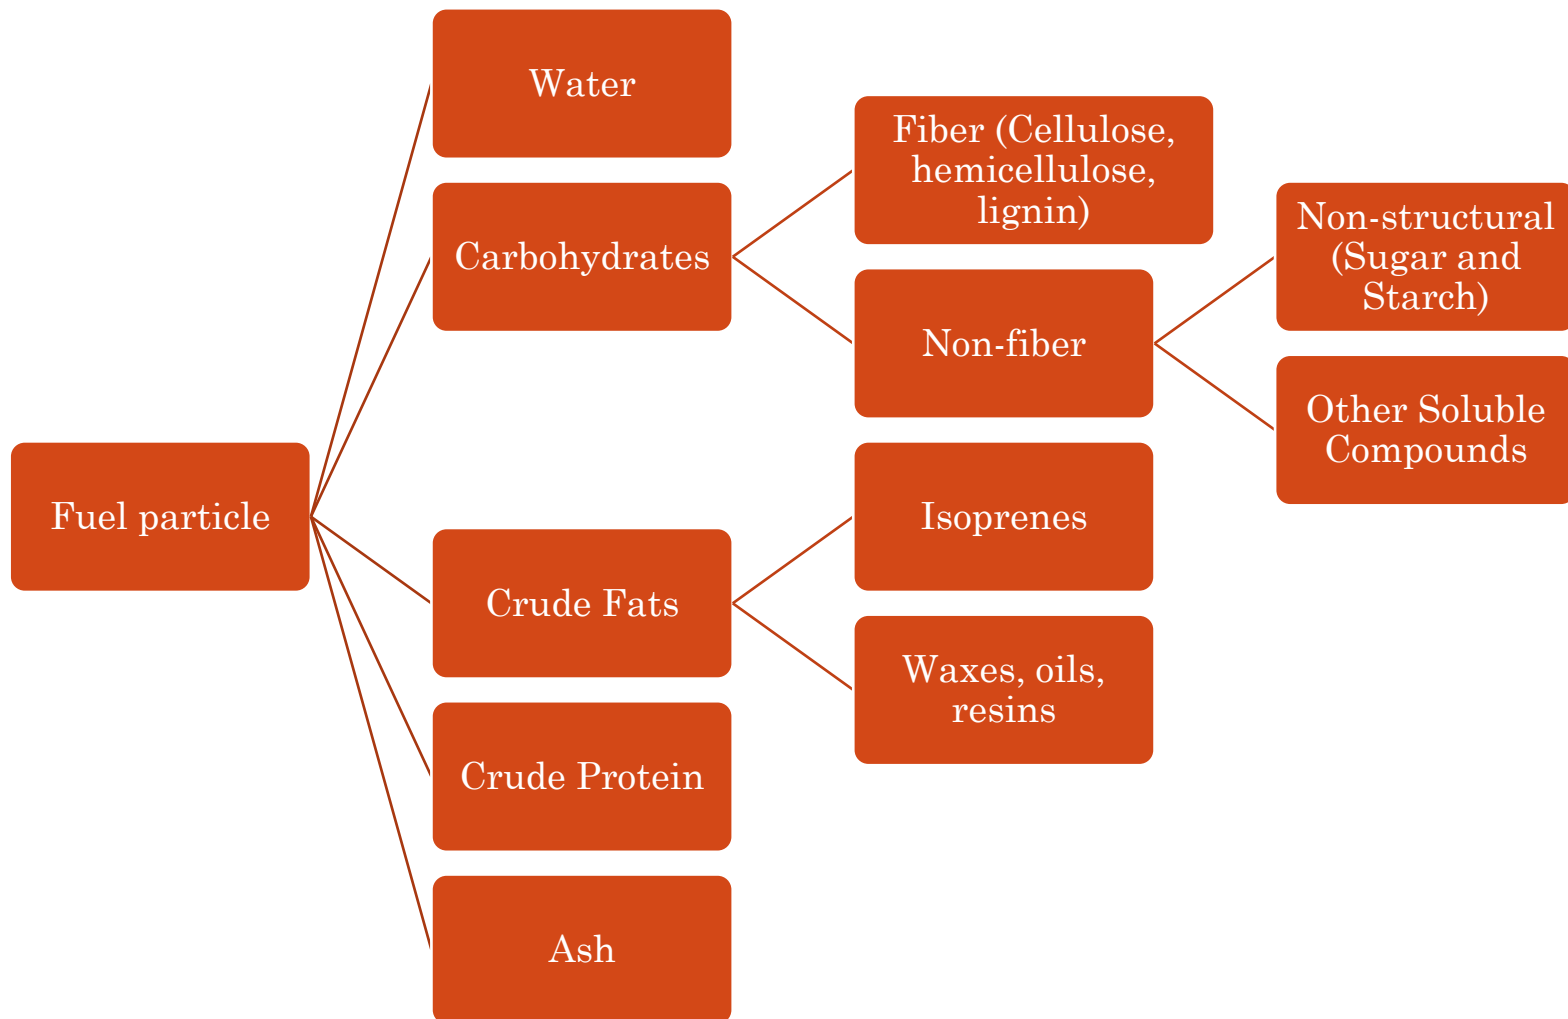 Water
Fiber (Cellulose,
hemicellulose,
lignin)
Carbohydrates
Non-structural
(Sugar and
Starch)
Non-fiber
Other Soluble
Compounds
Fuel particle
Isoprenes
Crude Fats
Waxes, oils,
resins
Crude Protein
Ash